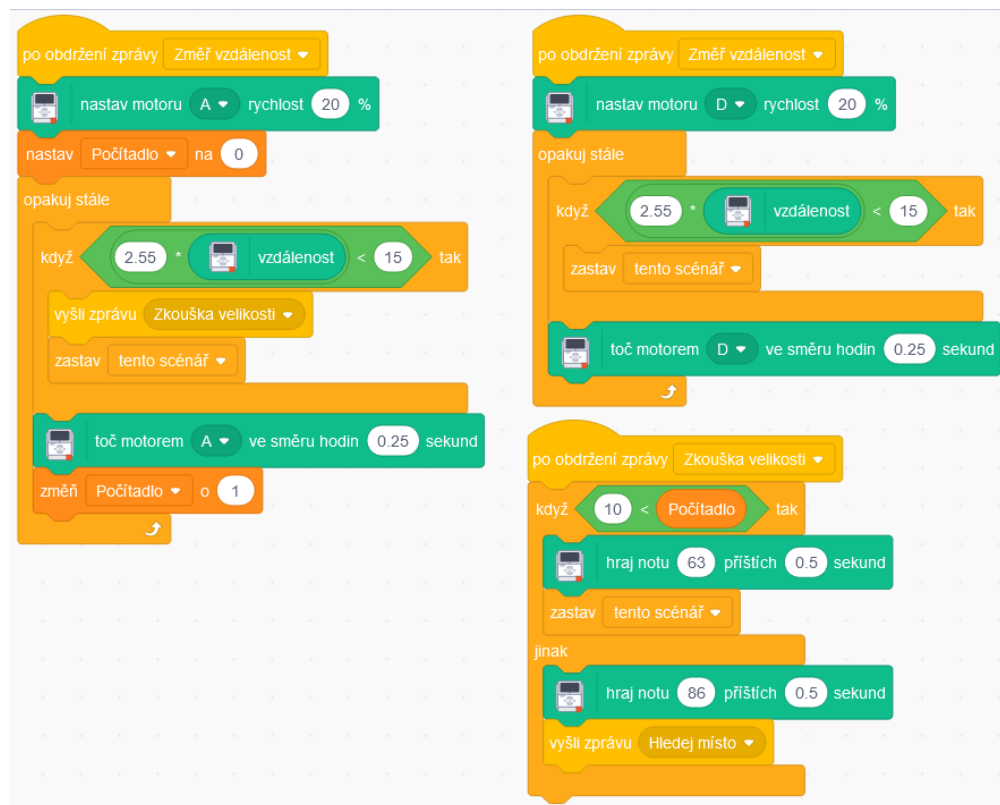 po obdržení zprávy Změř vzdálenost
nastav motoru A rychlost 20 %
nastav Počítadlo na 0
opakuj stále
když 2.55 * vzdálenost < 15 tak
vyšli zprávu Zkouška velikosti
zastav tento scénář
toč motorem A ve směru hodin 0.25 sekund
změň Počítadlo o 1
po obdržení zprávy Změř vzdálenost
nastav motoru D rychlost 20 %
opakuj stále
když 2.55 * vzdálenost < 15 tak
zastav tento scénář
toč motorem D ve směru hodin 0.25 sekund
po obdržení zprávy Zkouška velikosti
když 10 < Počítadlo tak
hraj notu 63 příštích 0.5 sekund
zastav tento scénář
jinak
hraj notu 86 příštích 0.5 sekund
vyšli zprávu Hledej místo